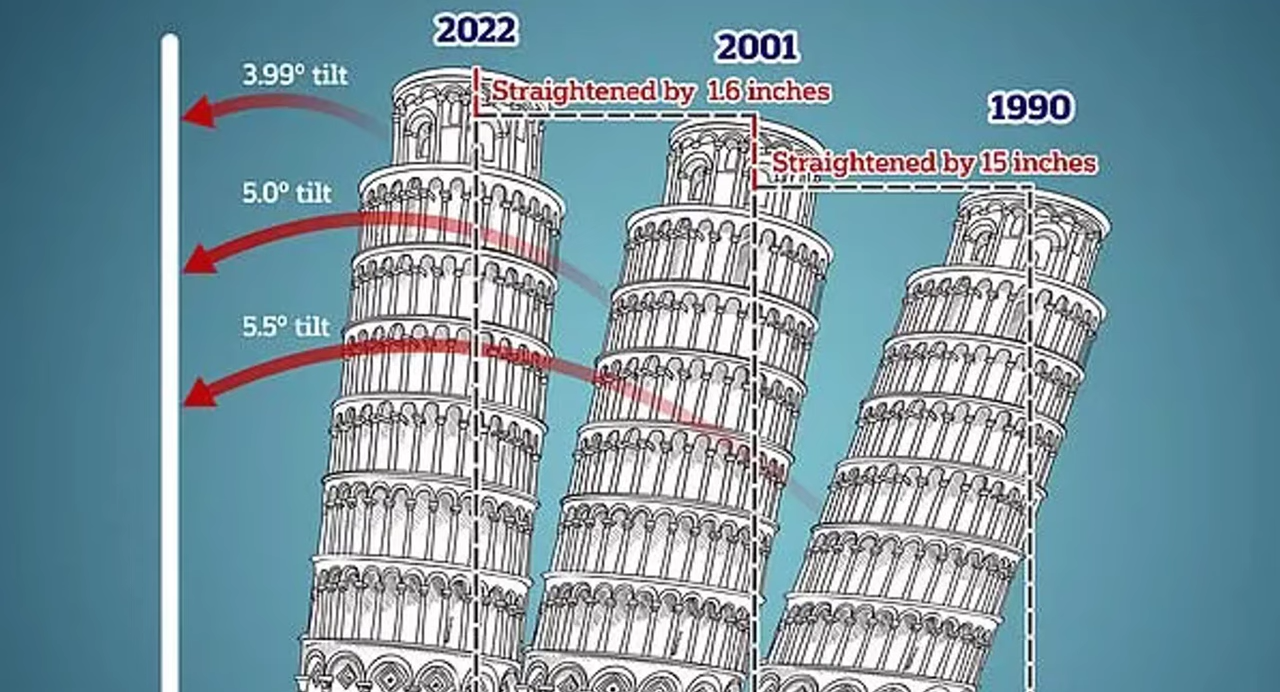 2022
2001
1990
3.99° tilt
Straightened by 1.6 inches
Straightened by 15 inches
5.0° tilt
5.5° tilt